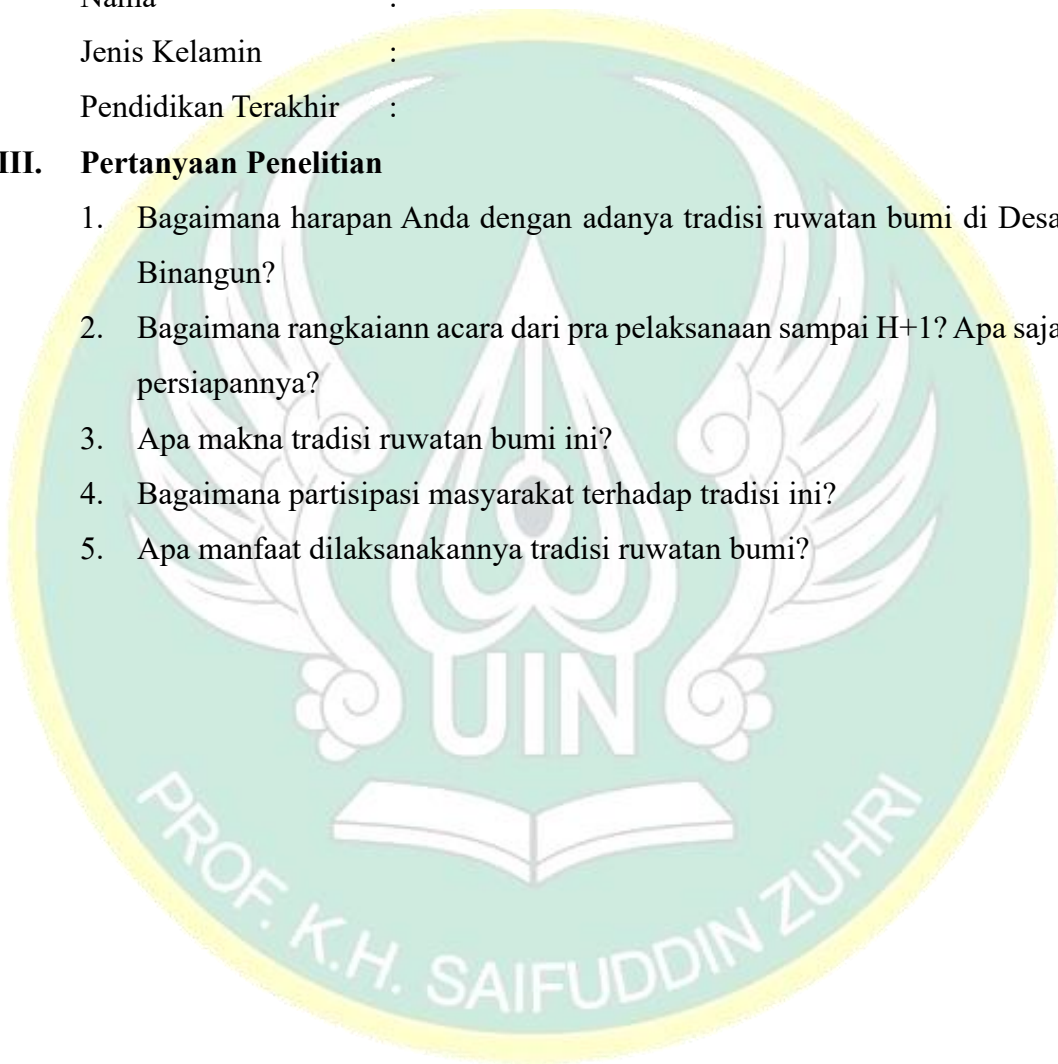 Nama :
Jenis Kelamin :
Pendidikan Terakhir :
III. Pertanyaan Penelitian
1. Bagaimana harapan Anda dengan adanya tradisi ruwatan bumi di Desa
Binangun?
2. Bagaimana rangkaiann acara dari pra pelaksanaan sampai H+1? Apa saja
persiapannya?
3. Apa makna tradisi ruwatan bumi ini?
4. Bagaimana partisipasi masyarakat terhadap tradisi ini?
5. Apa manfaat dilaksanakannya tradisi ruwatan bumi?
UIN
PROF. K.H. SAIFUDDIN ZUHRI